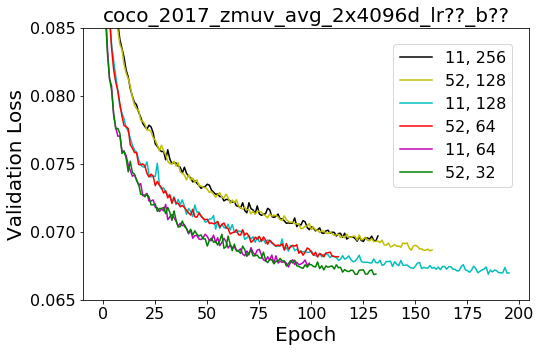 coco_2017_zmuv_avg_2x4096d_lr??_b??
0.085
0.080
0.075
0.070
0.065
Validation Loss
11, 256
52, 128
11, 128
52, 64
11, 64
52, 32
0 25 50 75 100 125 150 175 200
Epoch